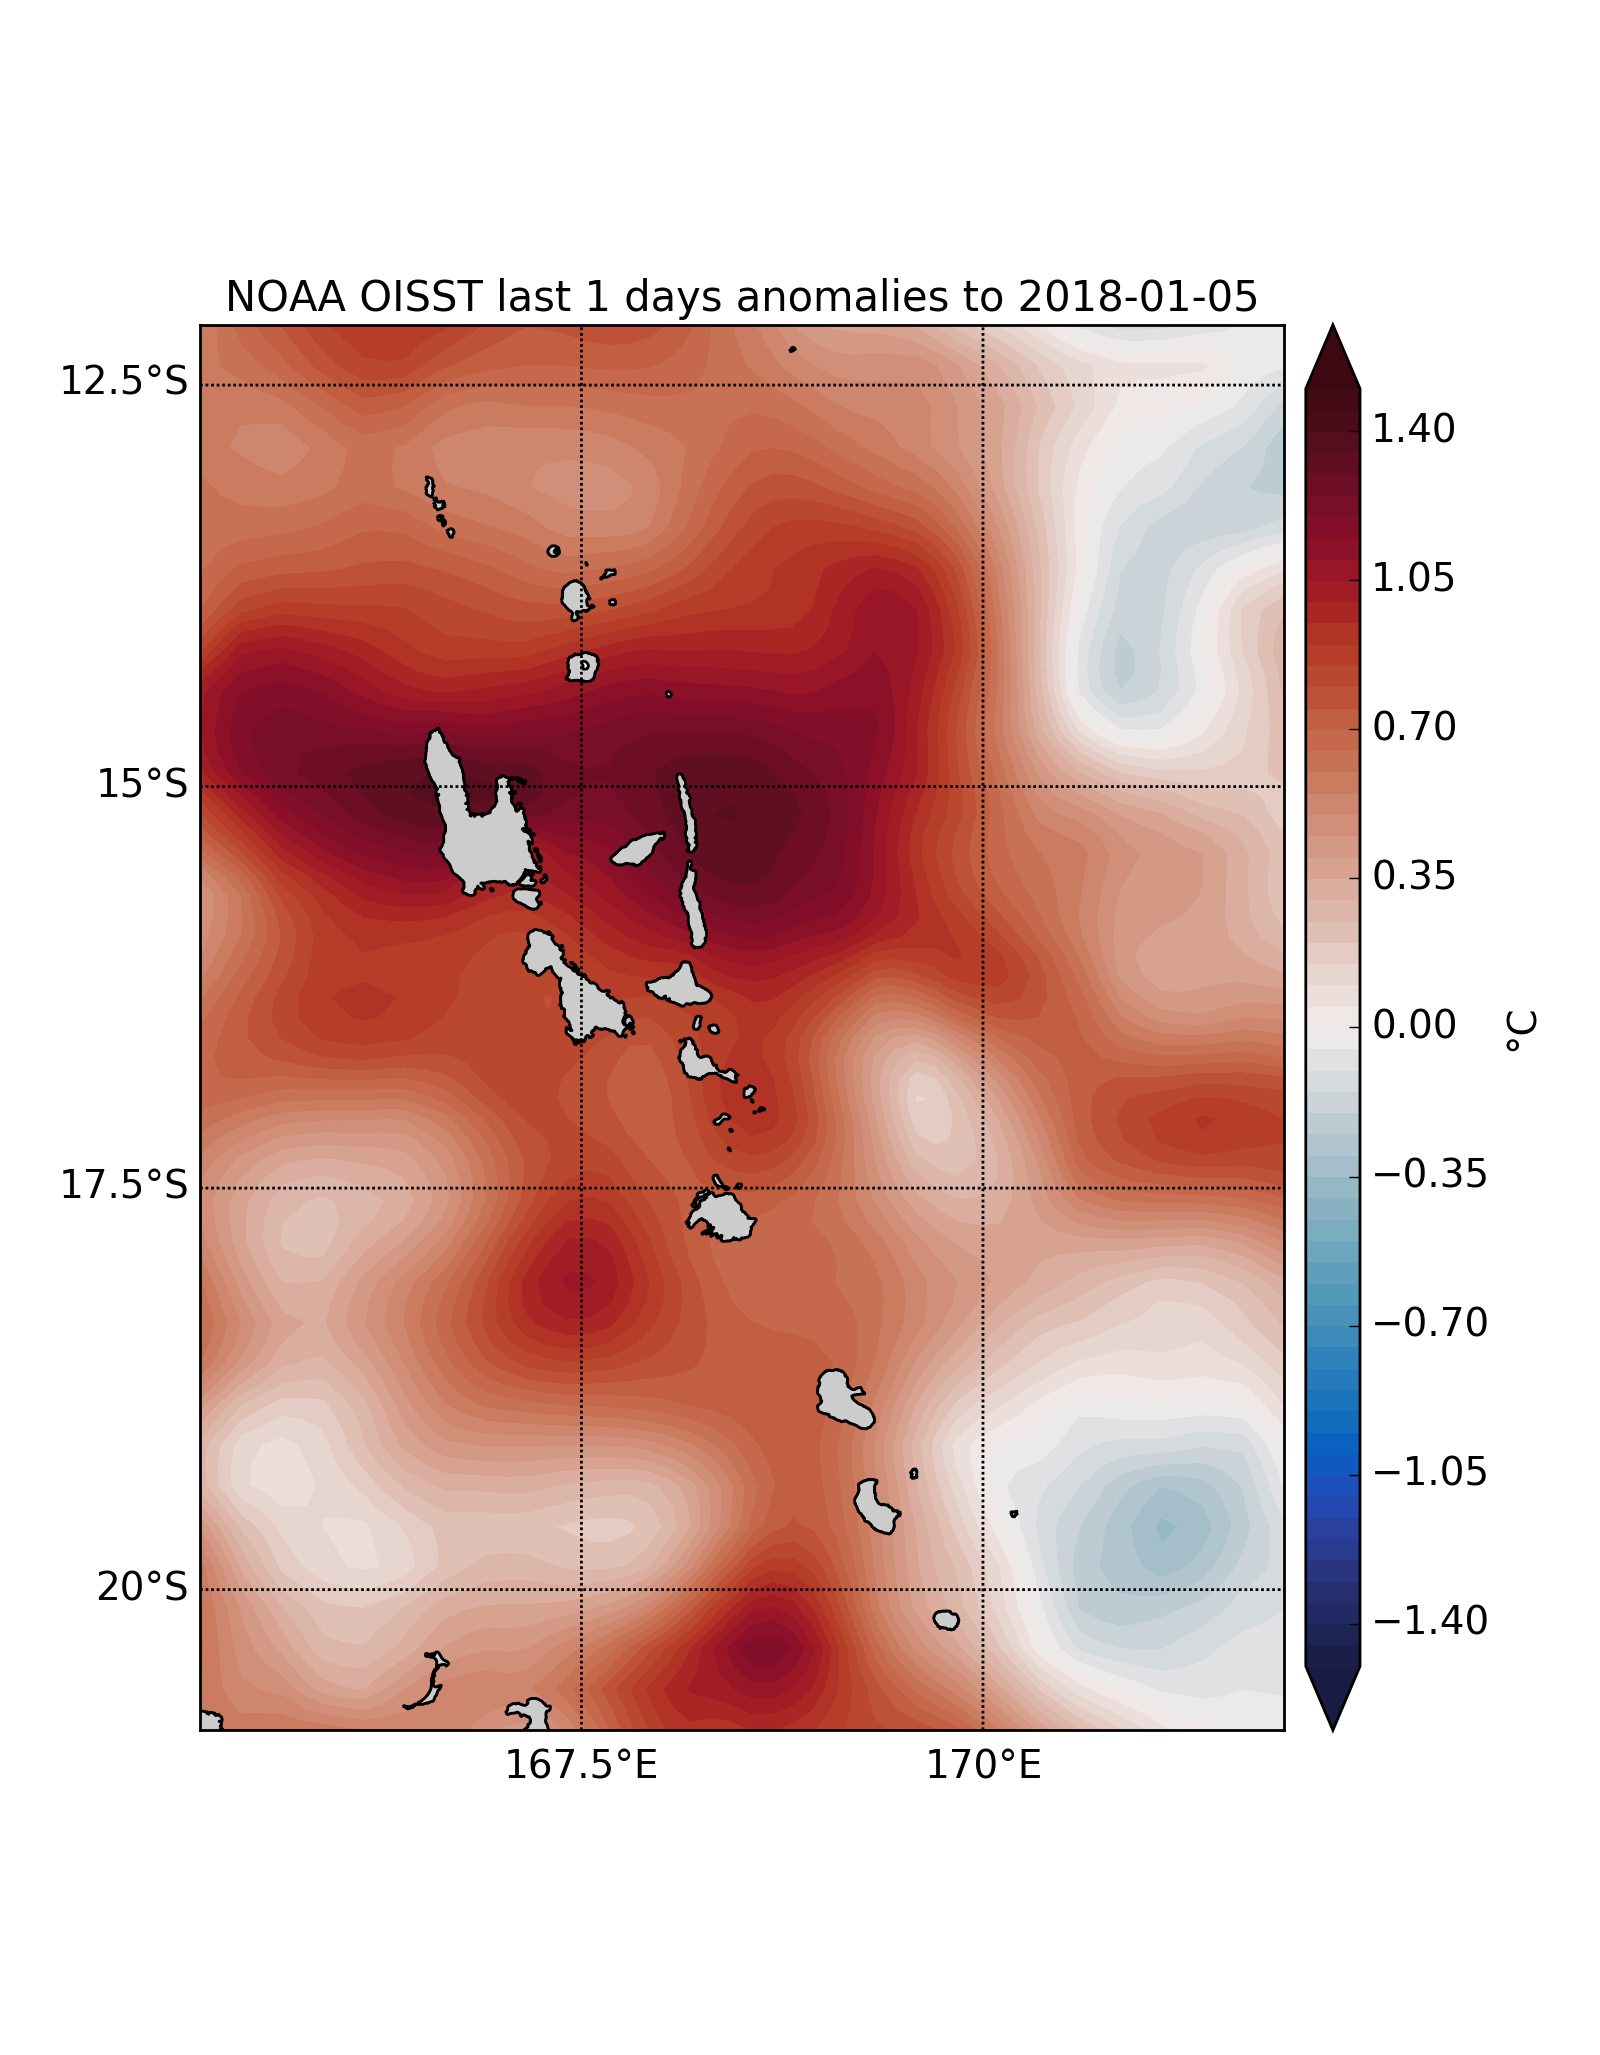 NOAA OISST last 1 days anomalies to 2018-01-05
12.5°S
15°S
17.5°S
20°S
167.5°E
170°E
1.40
1.05
0.70
0.35
0.00
−0.35
−0.70
−1.05
−1.40
°C